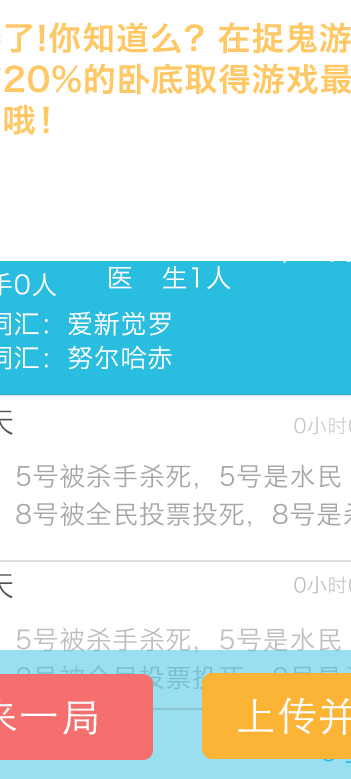 了!你知道么？在捉鬼游
20%的卧底取得游戏最
哦！
手0人 医 生1人
词汇：爱新觉罗
词汇：努尔哈赤
天 0小时
5号被杀手杀死，5号是水民
8号被全民投票投死，8号是
天 0小时
5号被杀手杀死，5号是水民
8号被全民投票投死，8号是
来一局 上传并